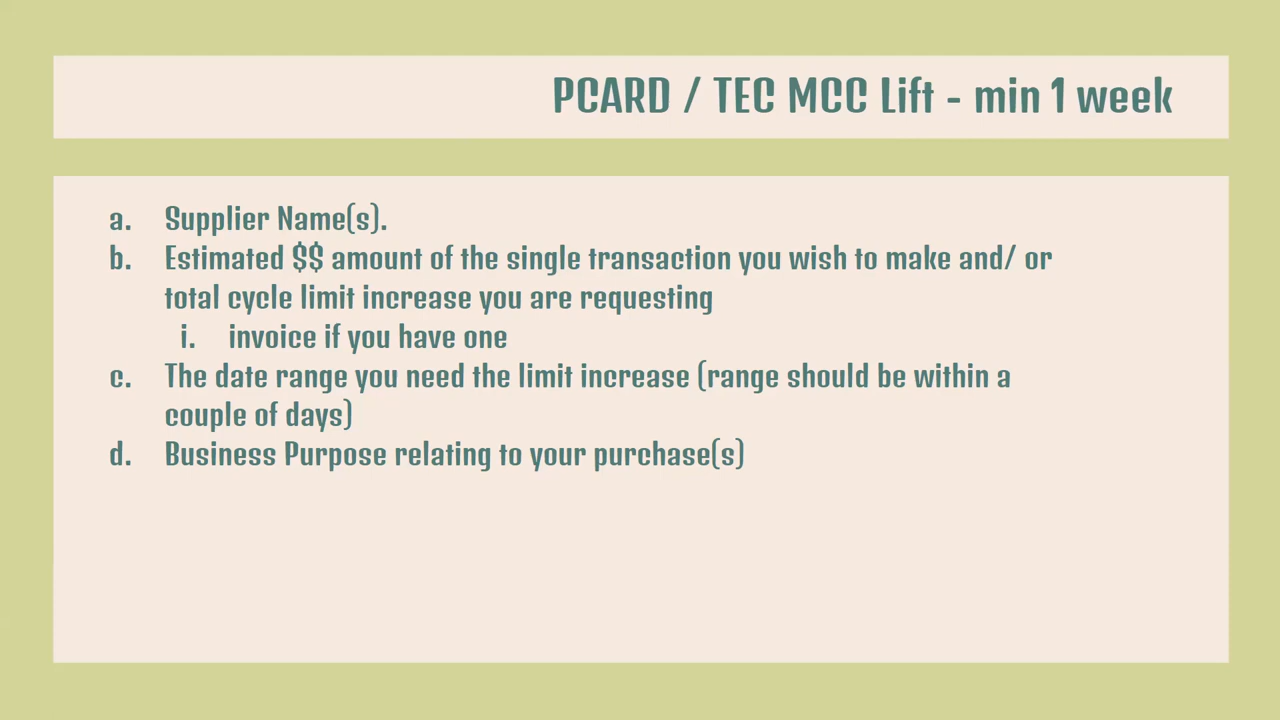 PCARD / TEC MCC Lift - min 1 week
a. Supplier Name(s).
b. Estimated $$ amount of the single transaction you wish to make and/ or
total cycle limit increase you are requesting
i. invoice if you have one
c. The date range you need the limit increase (range should be within a
couple of days)
d. Business Purpose relating to your purchase(s)